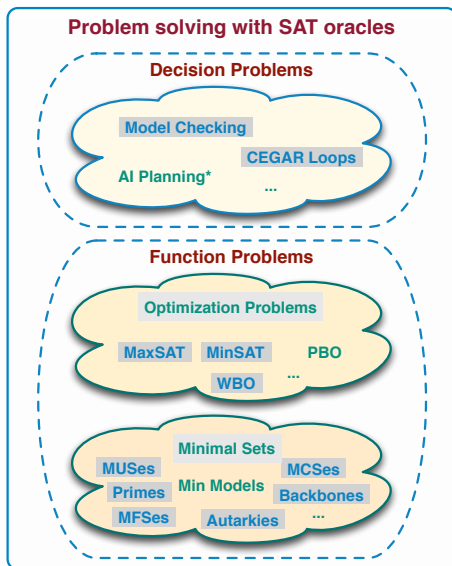 Problem solving with SAT oracles
Decision Problems
Model Checking
CEGAR Loops
AI Planning*
...
Function Problems
Optimization Problems
MaxSAT MinSAT PBO
WBO ...
Minimal Sets
MUSes MCSes
Primes Min Models Backbones
MFSes Autarkies ...